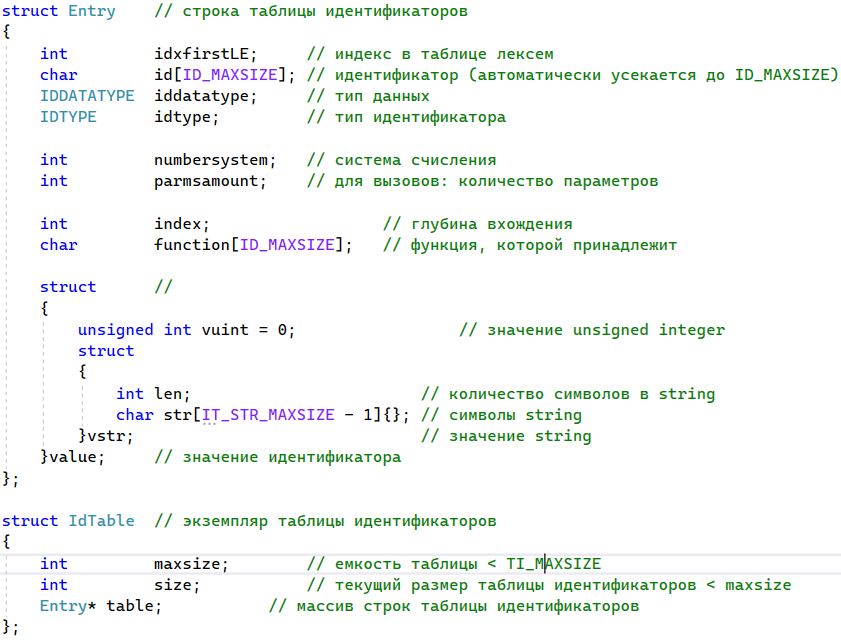 struct Entry    // строка таблицы идентификаторов
{
    int         idxfirstLE;     // индекс в таблице лексем
    char        id[ID_MAXSIZE]; // идентификатор (автоматически усекается до ID_MAXSIZE)
    IDDATATYPE  iddatatype;     // тип данных
    IDTYPE      idtype;         // тип идентификатора

    int         numbersystem;   // система счисления
    int         parmsamount;    // для вызовов: количество параметров

    int         index;                  // глубина вхождения
    char        function[ID_MAXSIZE];   // функция, которой принадлежит

    struct      //
    {
        unsigned int vuint = 0;                 // значение unsigned integer
        struct
        {
            int len;                        // количество символов в string
            char str[IT_STR_MAXSIZE - 1]{}; // символы string
        }vstr;                              // значение string
    }value;     // значение идентификатора
};

struct IdTable  // экземпляр таблицы идентификаторов
{
    int         maxsize;        // емкость таблицы < TI_MAXSIZE
    int         size;           // текущий размер таблицы идентификаторов < maxsize
    Entry* table;           // массив строк таблицы идентификаторов
};